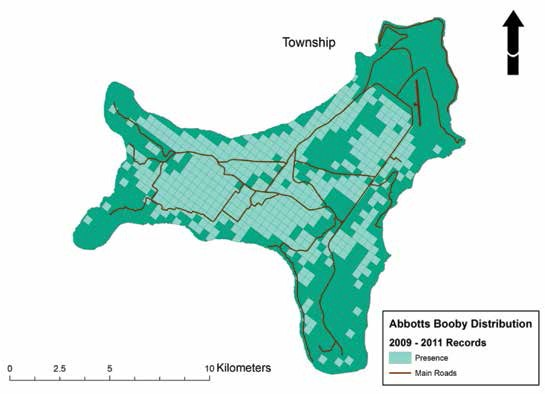 Township
Abbotts Booby Distribution
2009 - 2011 Records
Presence
Main Roads
0 2.5 5 10 Kilometers